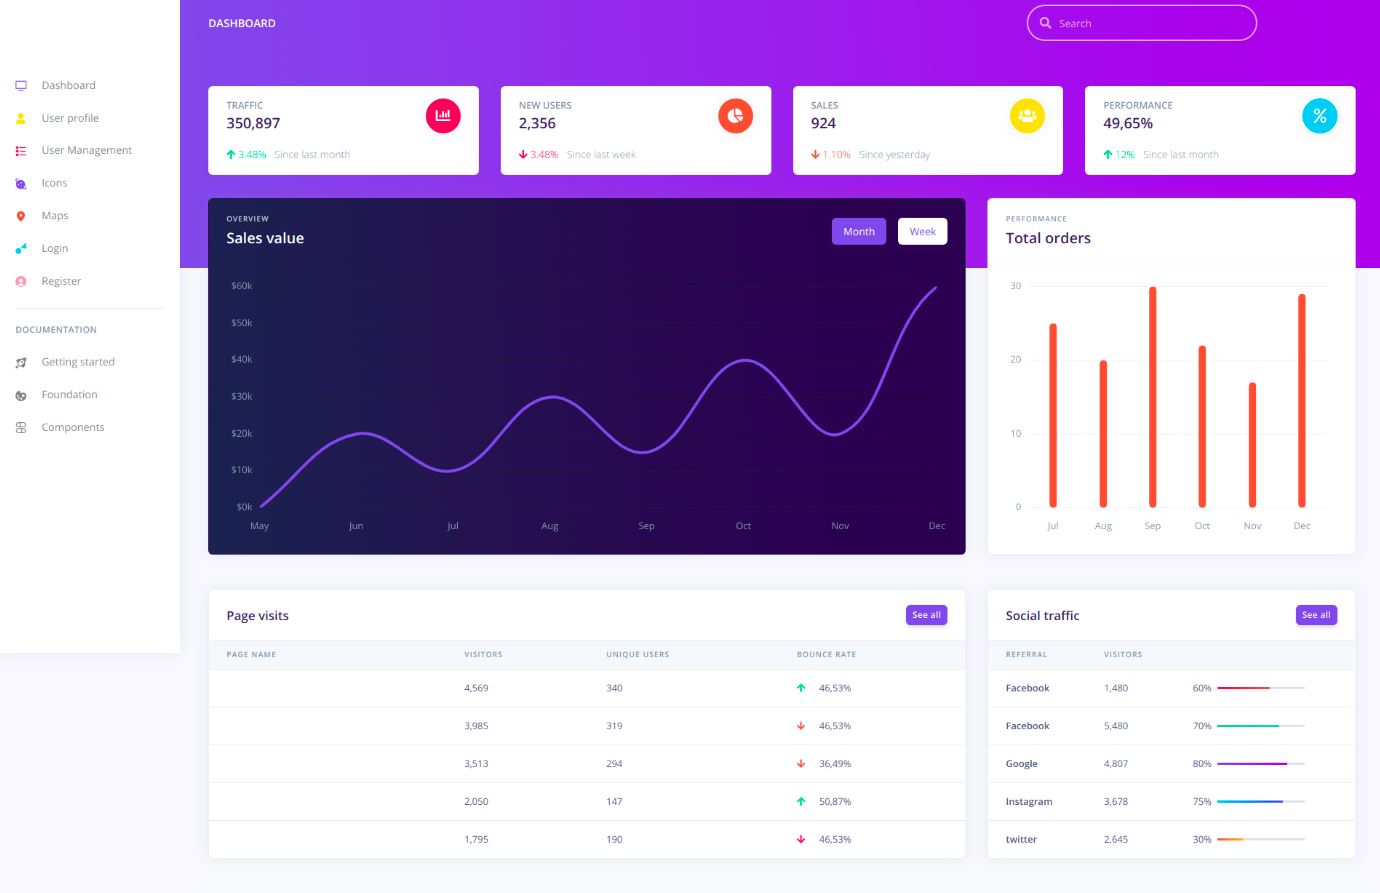 DASHBOARD
Search
Dashboard
User profile
User Management
Icons
Maps
Login
Register
DOCUMENTATION
Getting started
Foundation
Components
TRAFFIC
350,897
3.48% Since last month
NEW USERS
2,356
3.48% Since last week
SALES
924
1.10% Since yesterday
PERFORMANCE
49,65%
12% Since last month
OVERVIEW
Sales value
Month Week
$60k
$50k
$40k
$30k
$20k
$10k
$0k
May Jun Jul Aug Sep Oct Nov Dec
PERFORMANCE
Total orders
30
20
10
0
Jul Aug Sep Oct Nov Dec
Page visits See all
PAGE NAME VISITORS UNIQUE USERS BOUNCE RATE
4,569 340 46,53%
3,985 319 46,53%
3,513 294 36,49%
2,050 147 50,87%
1,795 190 46,53%
Social traffic See all
REFERRAL VISITORS
Facebook 1,480 60%
Facebook 5,480 70%
Google 4,807 80%
Instagram 3,678 75%
twitter 2,645 30%